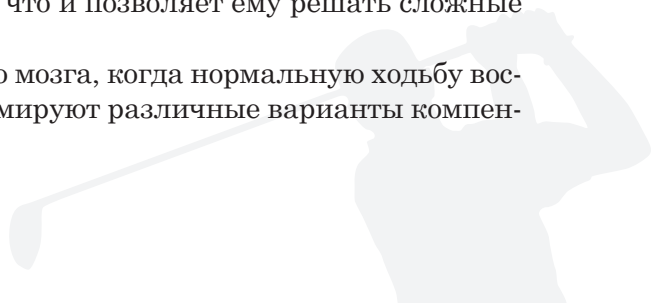 что и позволяет ему решать сложные
мозга, когда нормальную ходьбу вос-
мируют различные варианты компен-